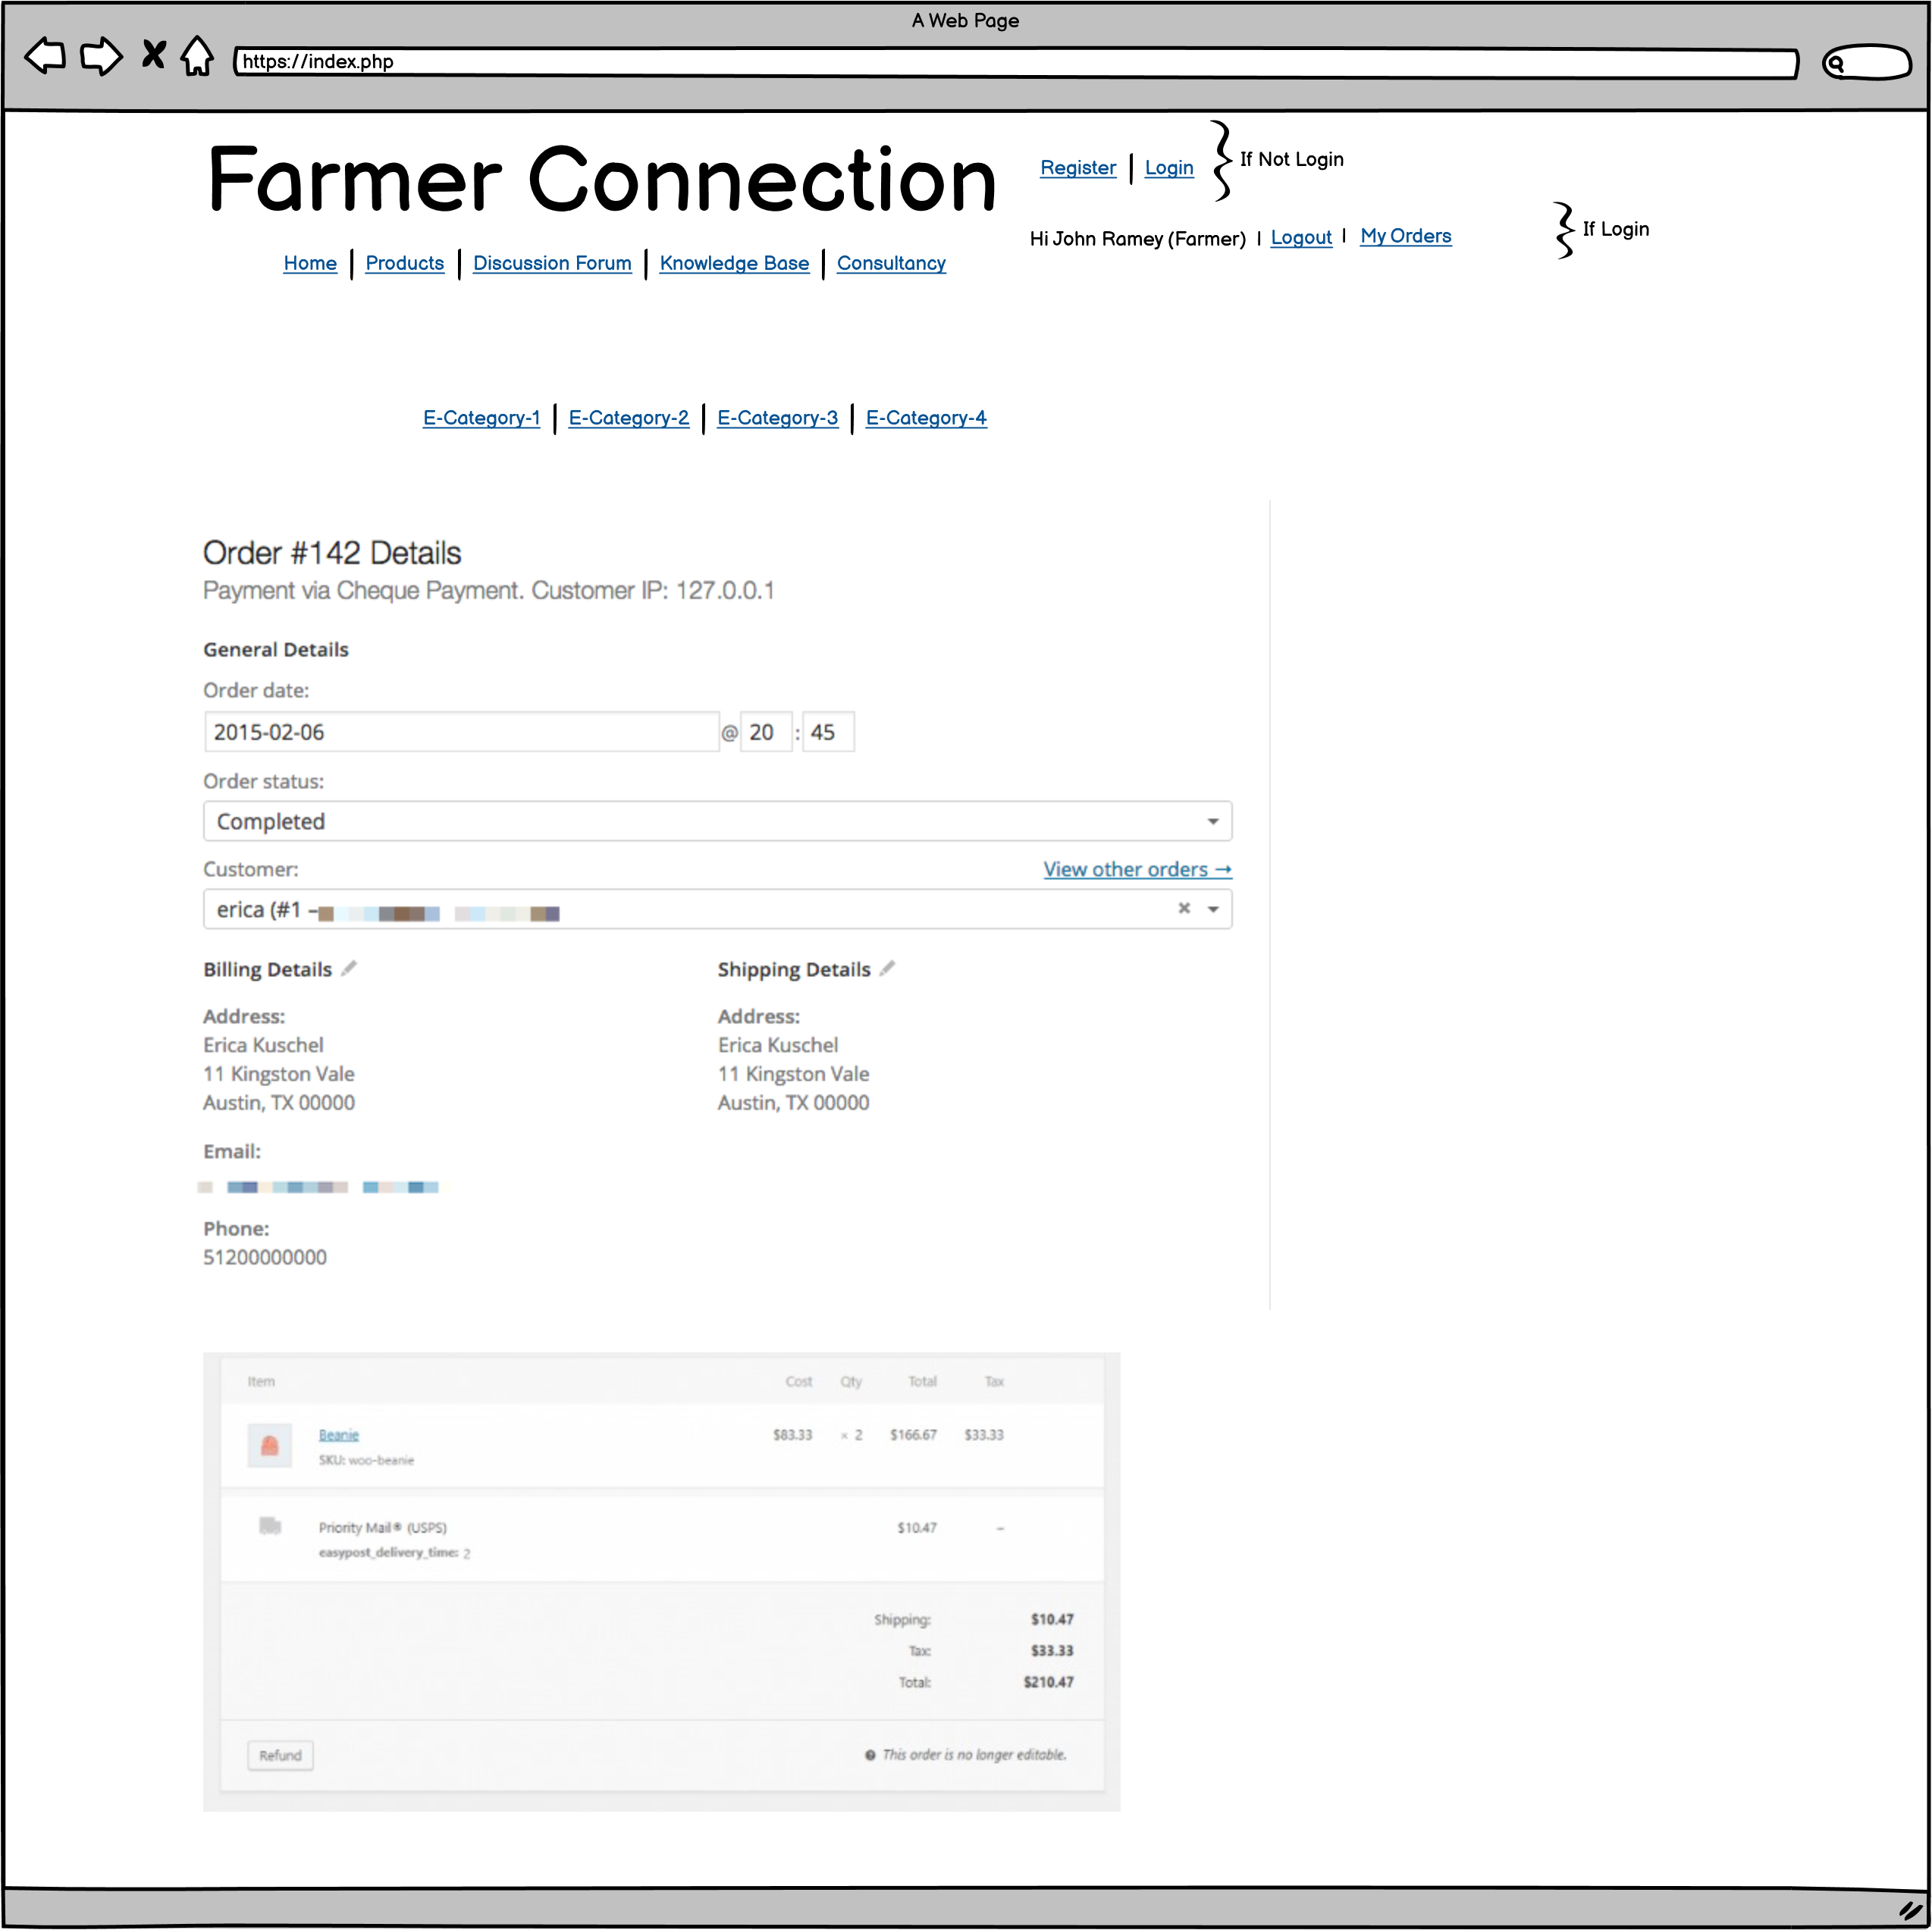 A Web Page
https://index.php
Farmer Connection
Register | Login
If Not Login
Hi John Ramey (Farmer) | Logout | My Orders
If Login
Home | Products | Discussion Forum | Knowledge Base | Consultancy
E-Category-1 | E-Category-2 | E-Category-3 | E-Category-4
Order #142 Details
Payment via Cheque Payment. Customer IP: 127.0.0.1
General Details
Order date:
2015-02-06 @ 20 : 45
Order status:
Completed
Customer: View other orders →
erica (#1 –
Billing Details Shipping Details
Address: Address:
Erica Kuschel Erica Kuschel
11 Kingston Vale 11 Kingston Vale
Austin, TX 00000 Austin, TX 00000
Email:
Phone:
51200000000
Item Cost Qty Total Tax
Beanie $83.33 × 2 $166.67 $33.33
SKU: woo-beanie
Priority Mail® (USPS) $10.47 –
easypost_delivery_time: 2
Shipping: $10.47
Tax: $33.33
Total: $210.47
Refund This order is no longer editable.